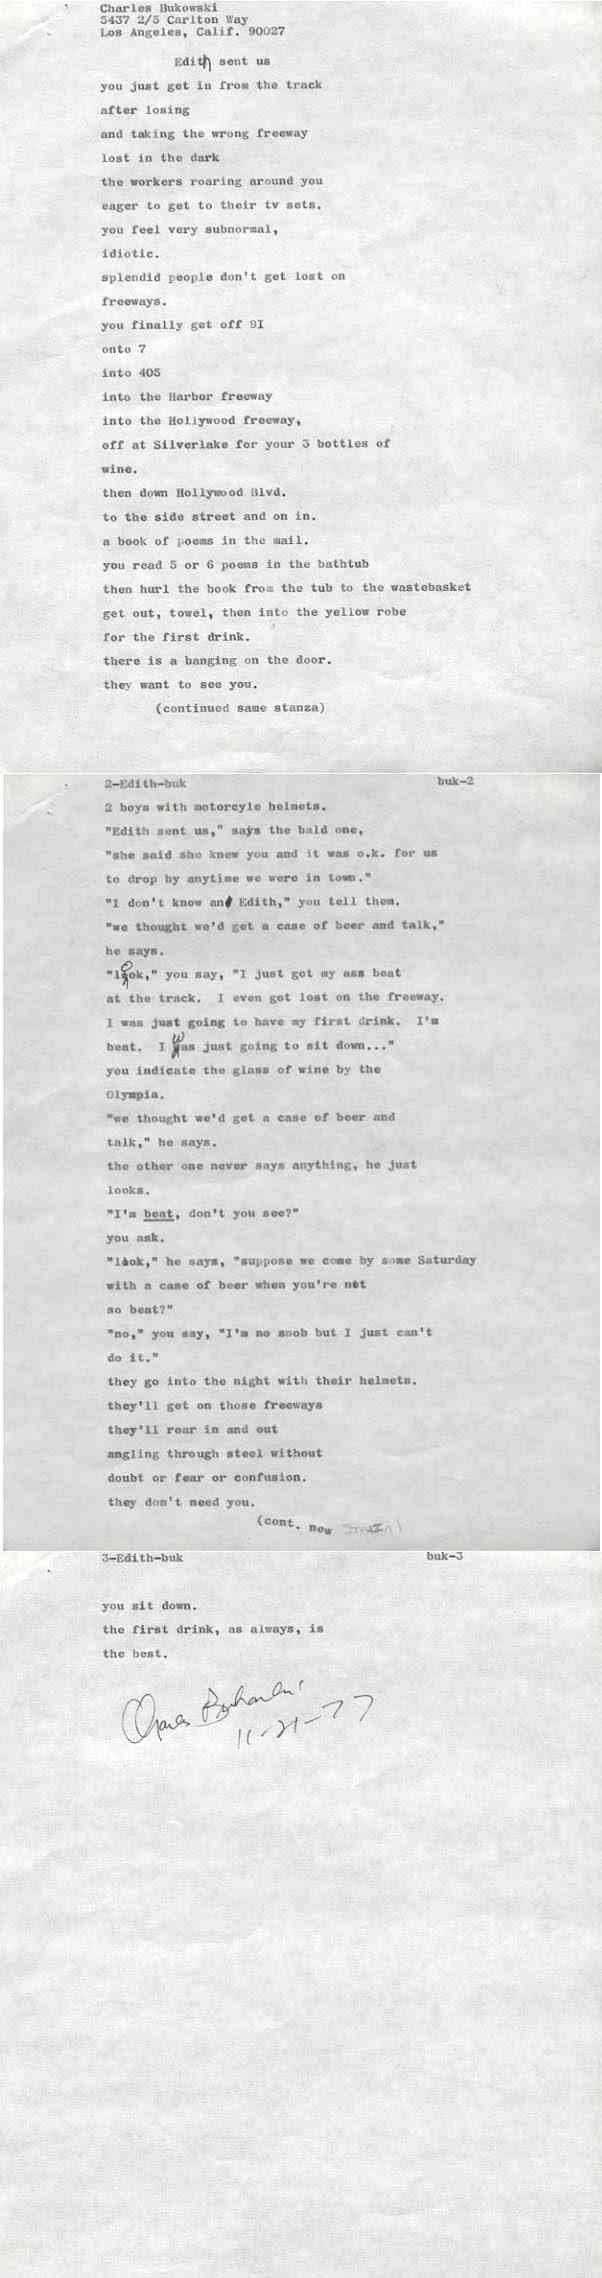 Charles Bukowski
5437 2/5 Carlton Way
Los Angeles, Calif. 90027
Edith sent us
you just get in from the track
after losing
and taking the wrong freeway
lost in the dark
the workers roaring around you
eager to get to their tv sets.
you feel very subnormal,
idiotic.
splendid people don't get lost on
freeways.
you finally get off 9I
onto 7
into 405
into the Harbor freeway
into the Hollywood freeway,
off at Silverlake for your 3 bottles of
wine.
then down Hollywood Blvd.
to the side street and on in.
a book of poems in the mail.
you read 5 or 6 poems in the bathtub
then hurl the book from the tub to the wastebasket
get out, towel, then into the yellow robe
for the first drink.
there is a banging on the door.
they want to see you.
(continued same stanza)
2-Edith-buk buk-2
2 boys with motorcyle helmets.
"Edith sent us," says the bald one,
"she said she knew you and it was o.k. for us
to drop by anytime we were in town."
"I don't know an Edith," you tell them.
"we thought we'd get a case of beer and talk,"
he says.
"look," you say, "I just got my ass beat
at the track. I even got lost on the freeway.
I was just going to have my first drink. I'm
beat. I was just going to sit down..."
you indicate the glass of wine by the
Olympia.
"we thought we'd get a case of beer and
talk," he says.
the other one never says anything, he just
looks.
"I'm beat, don't you see?"
you ask.
"look," he says, "suppose we come by some Saturday
with a case of beer when you're not
so beat?"
"no," you say, "I'm no snob but I just can't
do it."
they go into the night with their helmets.
they'll get on those freeways
they'll roar in and out
angling through steel without
doubt or fear or confusion.
they don't need you.
(cont. new
3-Edith-buk buk-3
you sit down.
the first drink, as always, is
the best.
Charles Bukowski
11-21-77